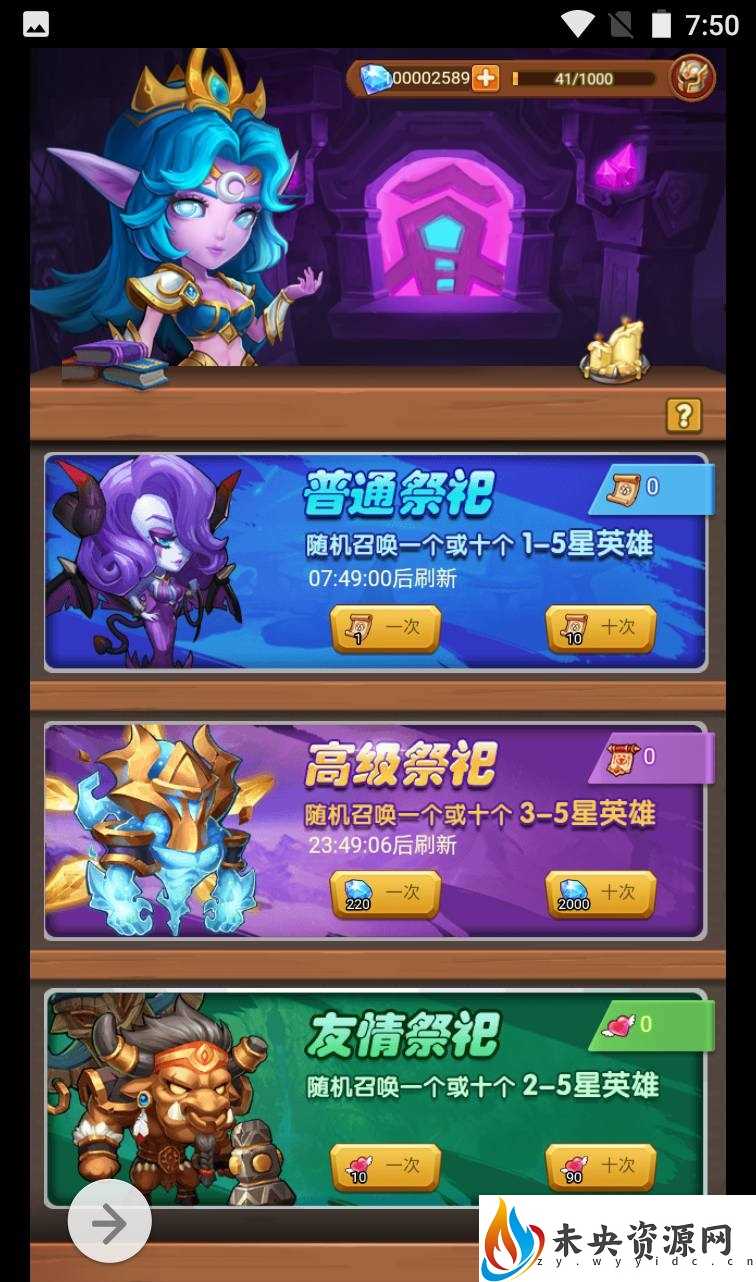 7:50
100002589
41/1000
?
普通祭祀
0
随机召唤一个或十个 1-5星英雄
07:49:00后刷新
1 一次
10 十次
高级祭祀
0
随机召唤一个或十个 3-5星英雄
23:49:06后刷新
220 一次
2000 十次
友情祭祀
0
随机召唤一个或十个 2-5星英雄
10 一次
90 十次
未央资源网
zy.wyyidc.cn